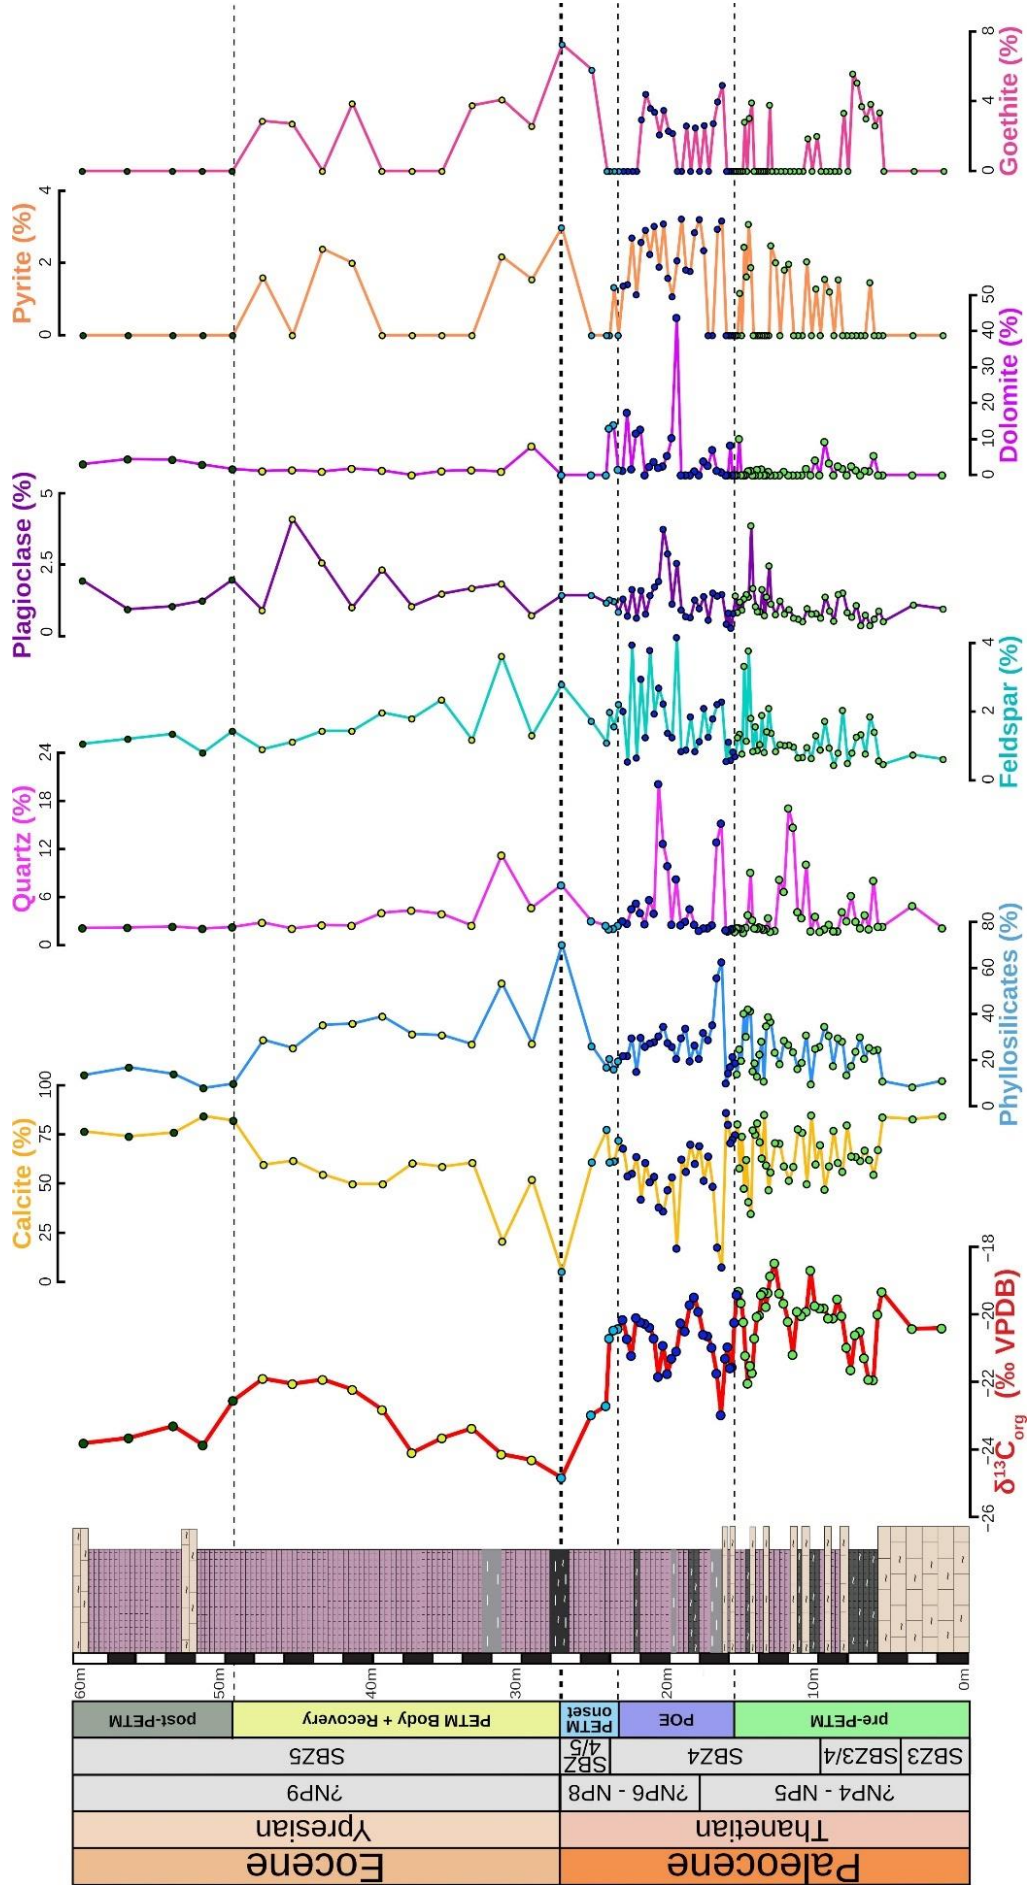 Goethite (%)
8
4
0
Pyrite (%)
4
2
0
Dolomite (%)
50
40
30
20
10
0
Plagioclase (%)
5
2.5
0
Feldspar (%)
4
2
0
Quartz (%)
24
18
12
6
0
Phyllosilicates (%)
80
60
40
20
0
Calcite (%)
100
75
50
25
0
δ13Corg (‰ VPDB)
−18
−20
−22
−24
−26
60m
50m
40m
30m
20m
10m
0m
post-PETM
PETM Body + Recovery
PETM
onset
POE
pre-PETM
SBZ5
SBZ
4/5
SBZ4
SBZ3/4
SBZ3
?NP9
?NP6 - NP8
?NP4 - NP5
Ypresian
Thanetian
Eocene
Paleocene